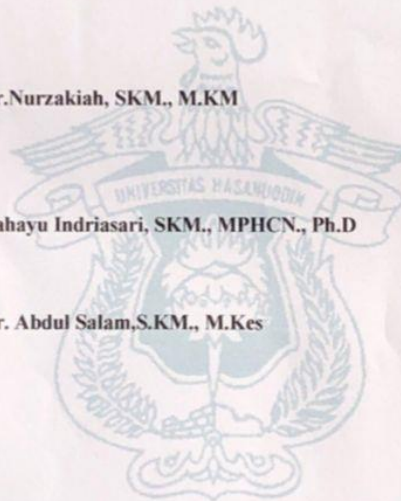 r.Nurzakiah, SKM., M.KM
UNIVERSITAS HASANUDDIN
ahayu Indriasari, SKM., MPHCN., Ph.D
r. Abdul Salam,S.KM., M.Kes